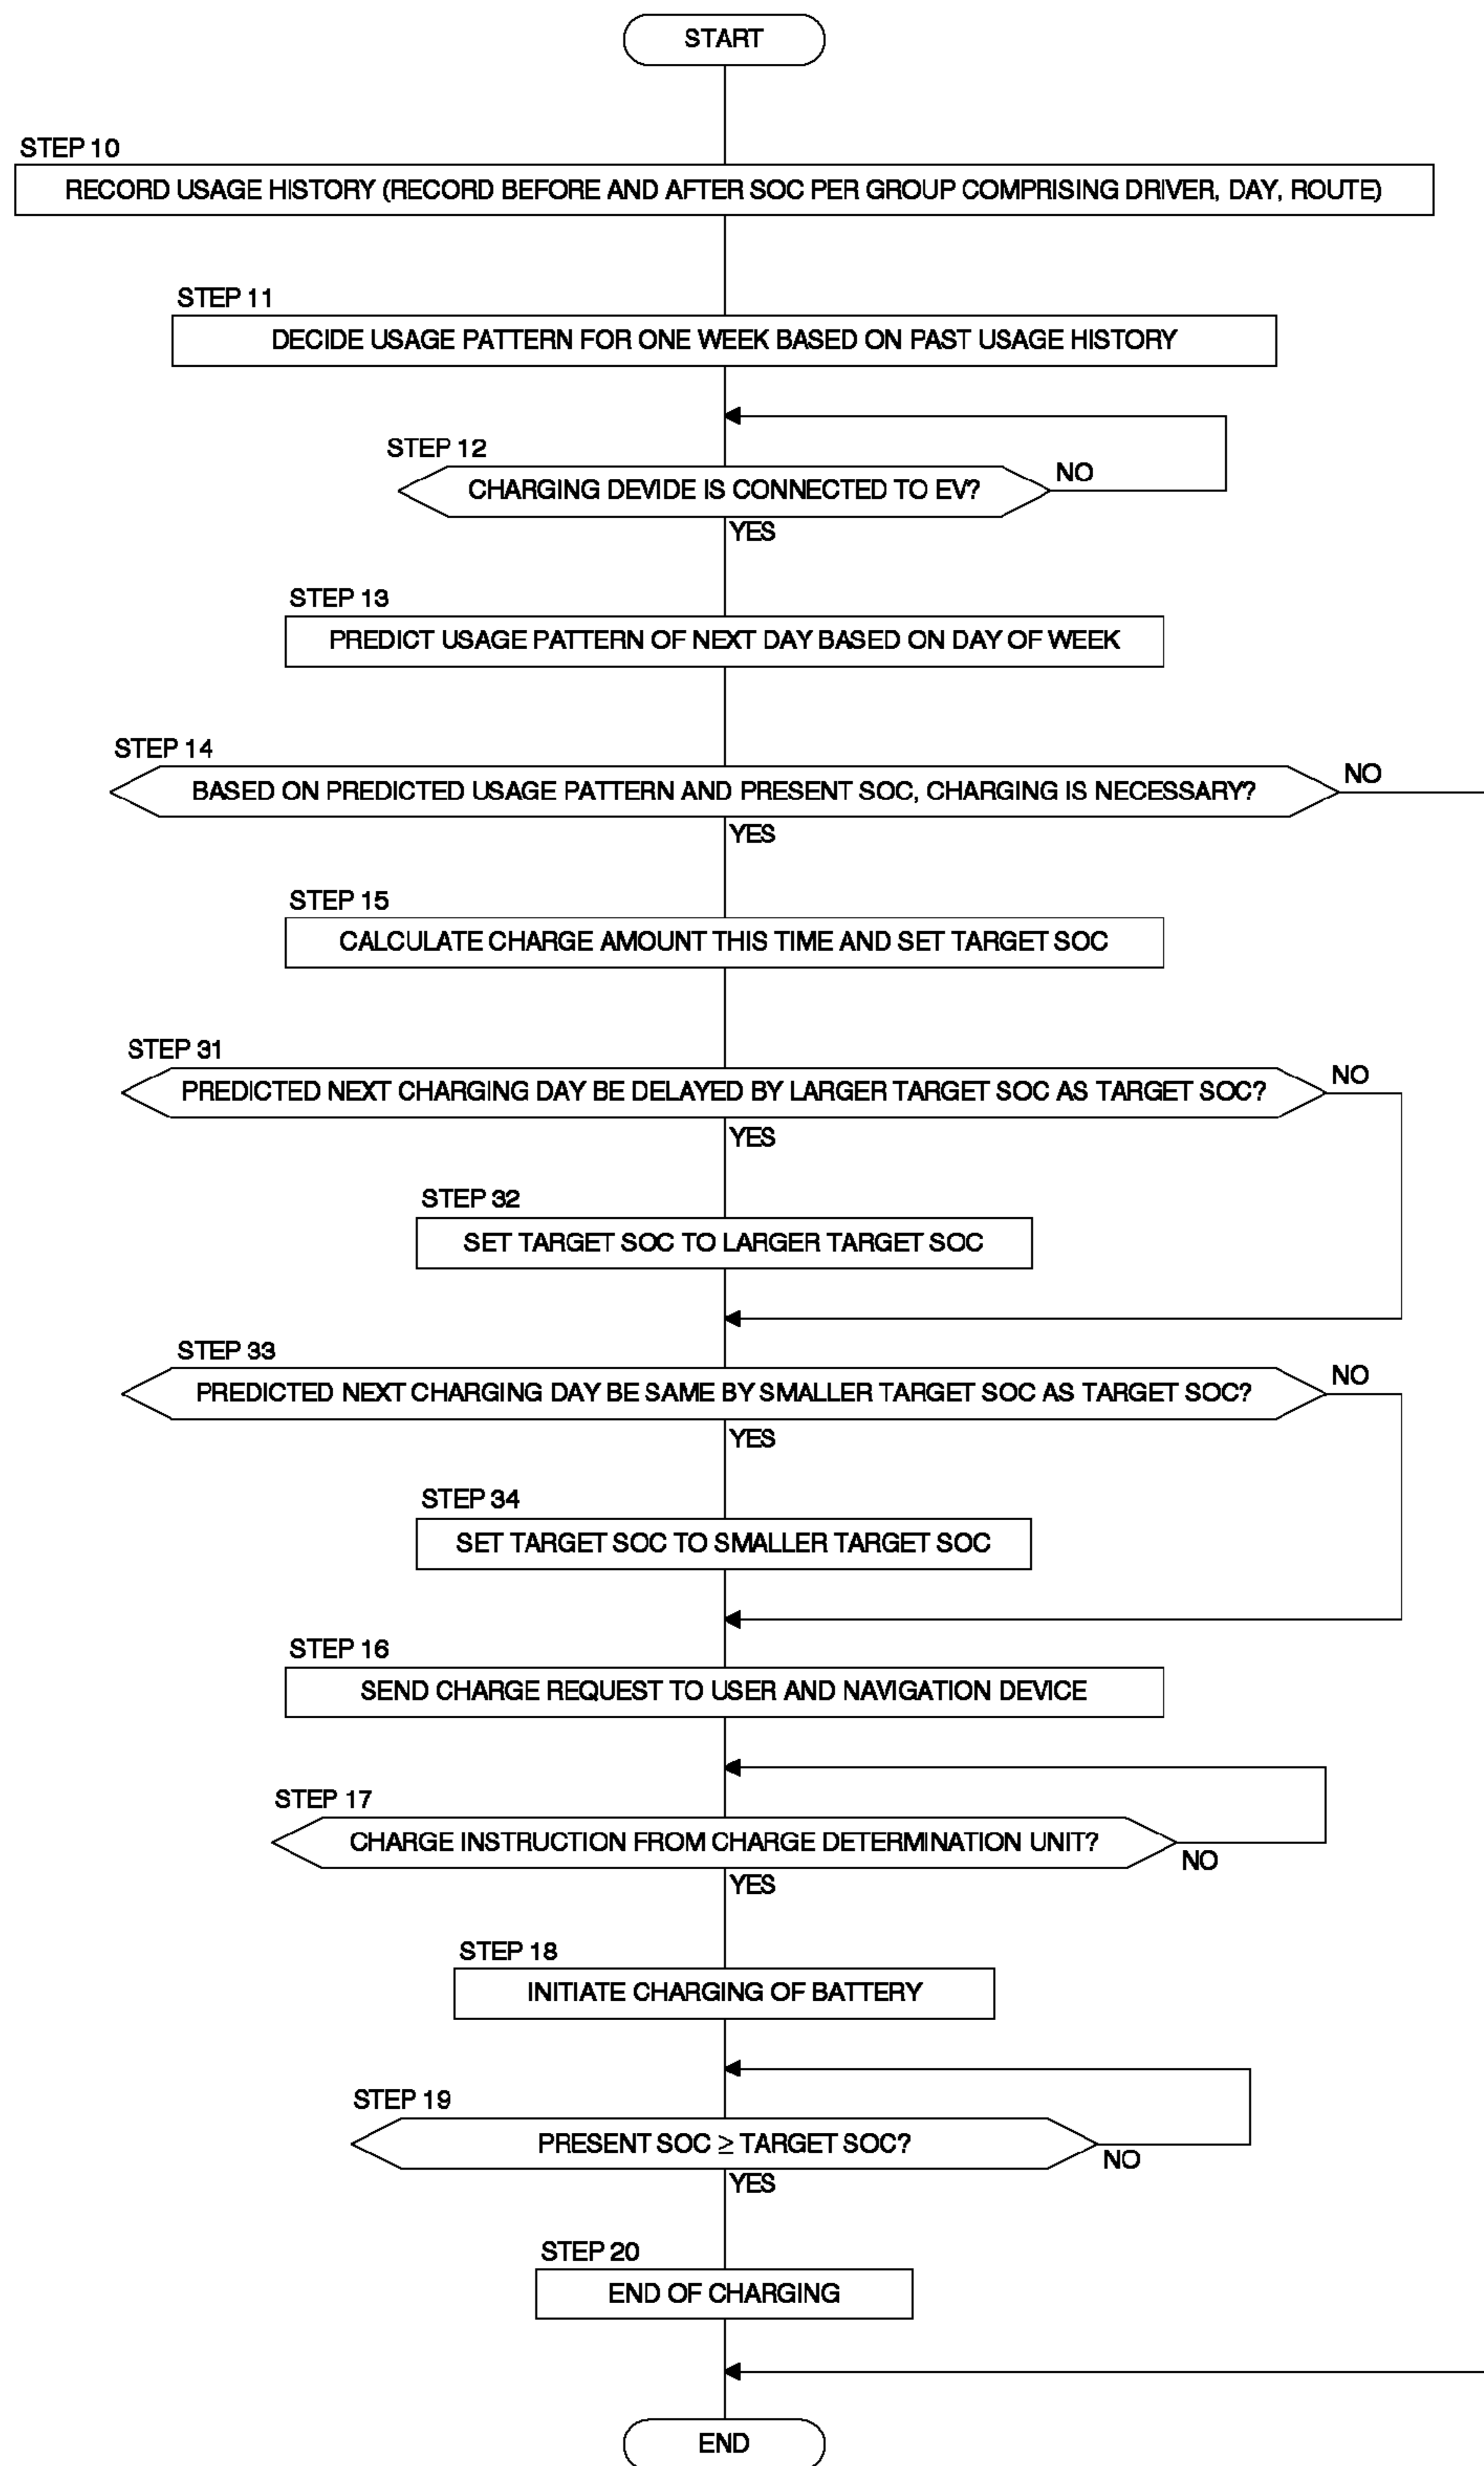 START
STEP 10
RECORD USAGE HISTORY (RECORD BEFORE AND AFTER SOC PER GROUP COMPRISING DRIVER, DAY, ROUTE)
STEP 11
DECIDE USAGE PATTERN FOR ONE WEEK BASED ON PAST USAGE HISTORY
STEP 12
CHARGING DEVIDE IS CONNECTED TO EV?
NO
YES
STEP 13
PREDICT USAGE PATTERN OF NEXT DAY BASED ON DAY OF WEEK
STEP 14
BASED ON PREDICTED USAGE PATTERN AND PRESENT SOC, CHARGING IS NECESSARY?
NO
YES
STEP 15
CALCULATE CHARGE AMOUNT THIS TIME AND SET TARGET SOC
STEP 31
PREDICTED NEXT CHARGING DAY BE DELAYED BY LARGER TARGET SOC AS TARGET SOC?
NO
YES
STEP 32
SET TARGET SOC TO LARGER TARGET SOC
STEP 33
PREDICTED NEXT CHARGING DAY BE SAME BY SMALLER TARGET SOC AS TARGET SOC?
NO
YES
STEP 34
SET TARGET SOC TO SMALLER TARGET SOC
STEP 16
SEND CHARGE REQUEST TO USER AND NAVIGATION DEVICE
STEP 17
CHARGE INSTRUCTION FROM CHARGE DETERMINATION UNIT?
NO
YES
STEP 18
INITIATE CHARGING OF BATTERY
STEP 19
PRESENT SOC ≥ TARGET SOC?
NO
YES
STEP 20
END OF CHARGING
END